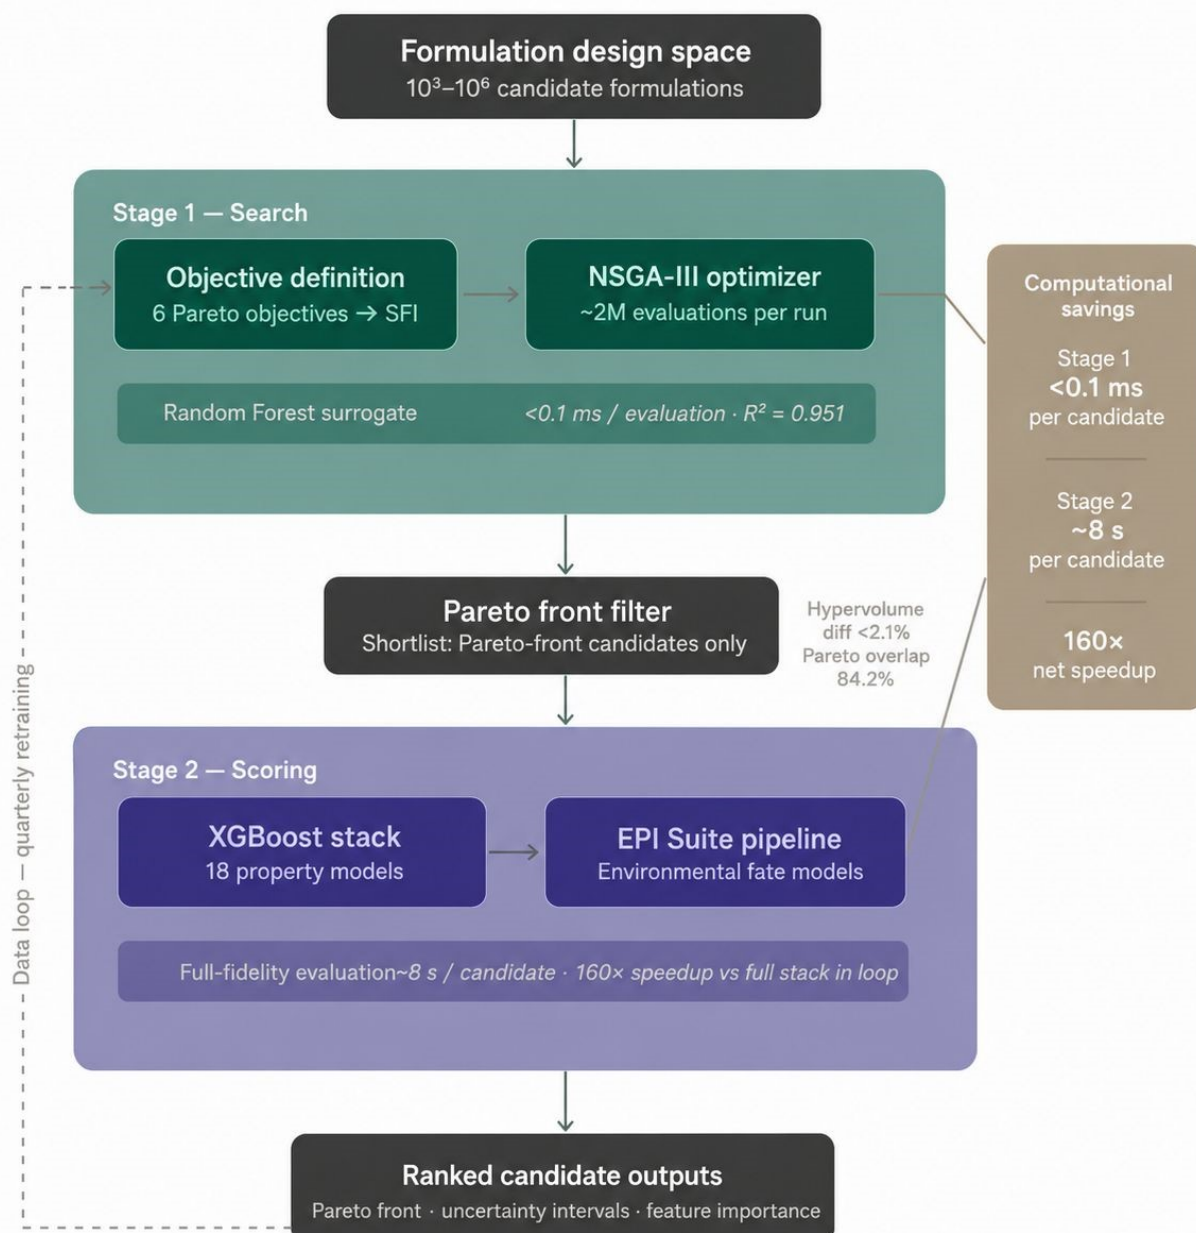 Formulation design space
10³–10⁶ candidate formulations
Stage 1 — Search
Objective definition
6 Pareto objectives → SFI
NSGA-III optimizer
~2M evaluations per run
Random Forest surrogate
<0.1 ms / evaluation · R² = 0.951
Computational
savings
Stage 1
<0.1 ms
per candidate
Stage 2
~8 s
per candidate
160×
net speedup
Pareto front filter
Shortlist: Pareto-front candidates only
Hypervolume
diff <2.1%
Pareto overlap
84.2%
Data loop — quarterly retraining
Stage 2 — Scoring
XGBoost stack
18 property models
EPI Suite pipeline
Environmental fate models
Full-fidelity evaluation~8 s / candidate · 160× speedup vs full stack in loop
Ranked candidate outputs
Pareto front · uncertainty intervals · feature importance